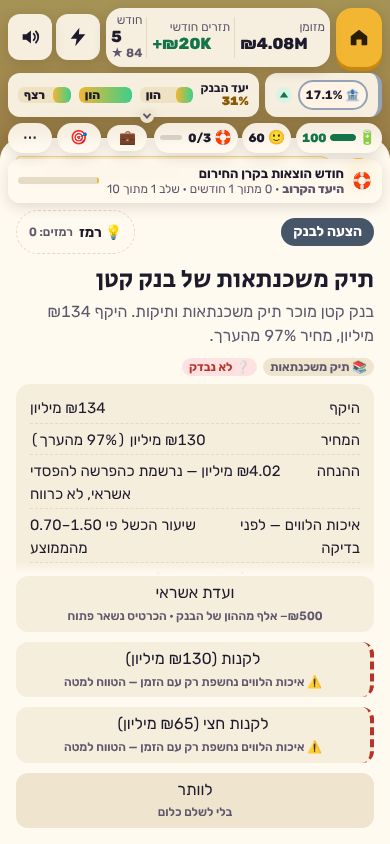 מזומן
₪4.08M
תזרים חודשי
+₪20K
חודש
5
★ 84
🏦 17.1%
יעד הבנק
31%
הון
הון
רצף
🔋 100
🙂 60
🛟 0/3
💼
🎯
⋯
חודש הוצאות בקרן החירום
היעד הקרוב · 0 מתוך 1 חודשים · שלב 1 מתוך 10
הצעה לבנק
💡 רמז רמזים: 0
תיק משכנתאות של בנק קטן
בנק קטן מוכר תיק משכנתאות ותיקות. היקף ₪134
מיליון, מחיר 97% מהערך.
📚 תיק משכנתאות
❔ לא נבדק
היקף
₪134 מיליון
המחיר
₪130 מיליון (97% מהערך)
ההנחה
₪4.02 מיליון — נרשמת כהפרשה להפסדי
אשראי, לא כרווח
איכות הלווים — לפני
בדיקה
שיעור הכשל פי 0.70–1.50
מהממוצע
ועדת אשראי
−₪500 אלף מההון של הבנק · הכרטיס נשאר פתוח
לקנות (₪130 מיליון)
⚠️ איכות הלווים נחשפת רק עם הזמן — הטווח למטה
לקנות חצי (₪65 מיליון)
⚠️ איכות הלווים נחשפת רק עם הזמן — הטווח למטה
לוותר
בלי לשלם כלום